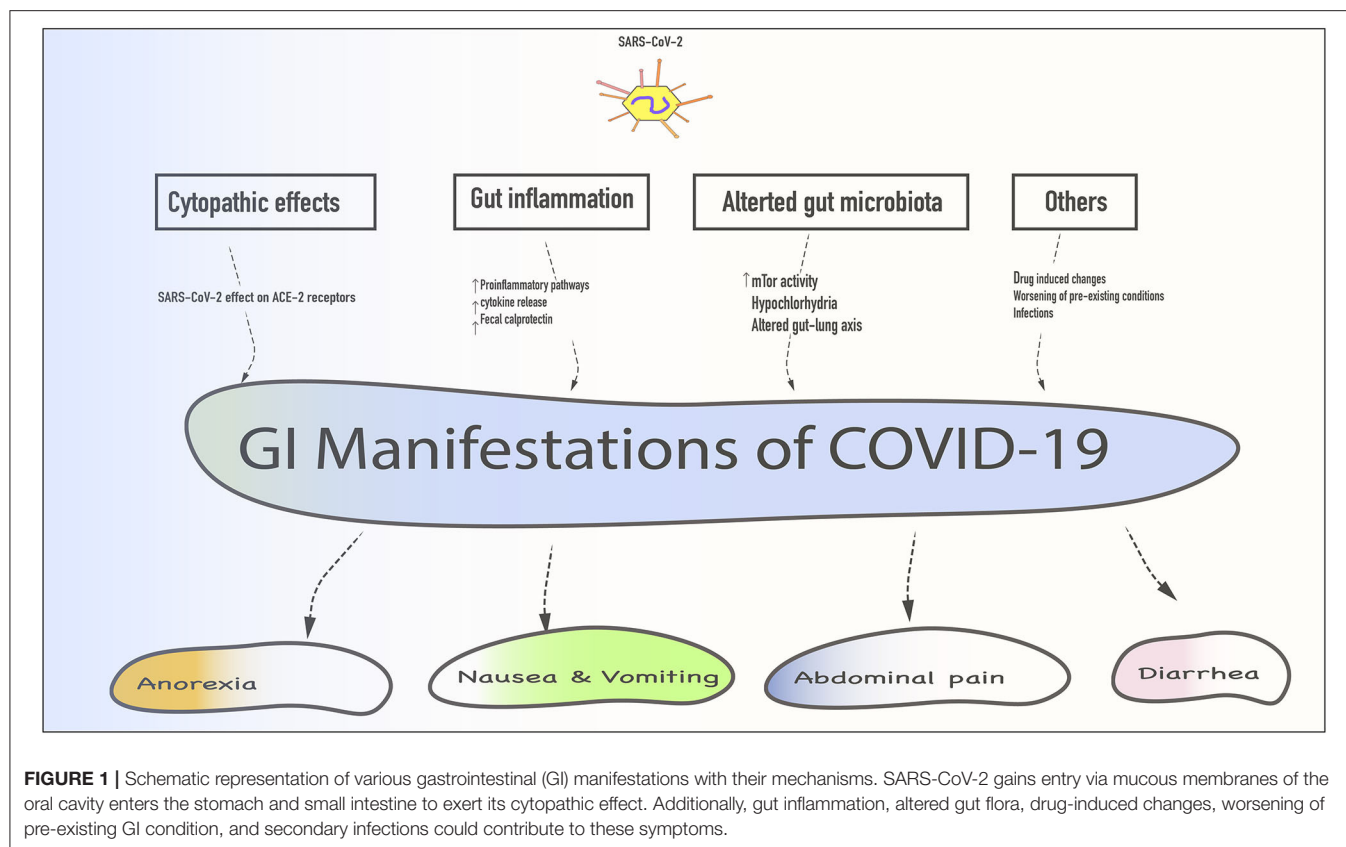 SARS-CoV-2
Cytopathic effects
Gut inflammation
Alterted gut microbiota
Others
SARS-CoV-2 effect on ACE-2 receptors
↑ Proinflammatory pathways
↑ cytokine release
↑ Fecal calprotectin
↑ mTor activity
Hypochlorhydria
Altered gut-lung axis
Drug induced changes
Worsening of pre-existing conditions
Infections
GI Manifestations of COVID-19
Anorexia
Nausea & Vomiting
Abdominal pain
Diarrhea
FIGURE 1 | Schematic representation of various gastrointestinal (GI) manifestations with their mechanisms. SARS-CoV-2 gains entry via mucous membranes of the
oral cavity enters the stomach and small intestine to exert its cytopathic effect. Additionally, gut inflammation, altered gut flora, drug-induced changes, worsening of
pre-existing GI condition, and secondary infections could contribute to these symptoms.